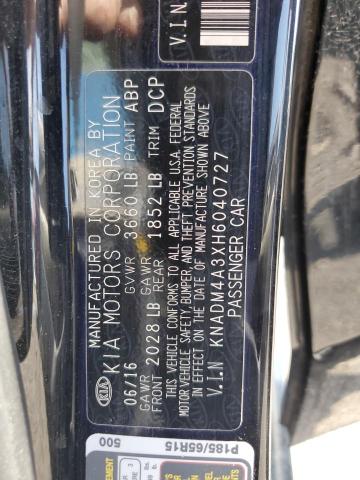 MANUFACTURED IN KOREA BY
KIA MOTORS CORPORATION
06/16 GVWR 3660 LB PAINT ABP
GAWR FRONT 2028 LB GAWR REAR 1852 LB TRIM DCP
THIS VEHICLE CONFORMS TO ALL APPLICABLE U.S.A. FEDERAL
MOTOR VEHICLE SAFETY, BUMPER, AND THEFT PREVENTION STANDARDS
IN EFFECT ON THE DATE OF MANUFACTURE SHOWN ABOVE
V.I.N KNADM4A3XH6040727
PASSENGER CAR
KIA
V.I.N
P185/65R15
500